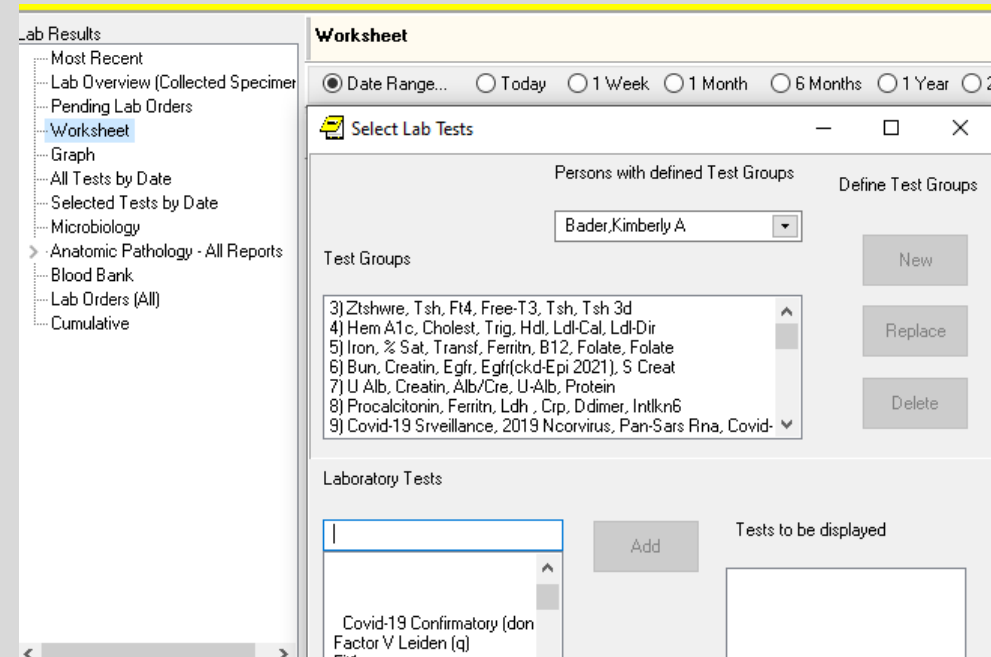 Lab Results
Most Recent
Lab Overview (Collected Specimen
Pending Lab Orders
Worksheet
Graph
All Tests by Date
Selected Tests by Date
Microbiology
Anatomic Pathology - All Reports
Blood Bank
Lab Orders (All)
Cumulative
Worksheet
Date Range... Today 1 Week 1 Month 6 Months 1 Year 2
Select Lab Tests
Persons with defined Test Groups
Define Test Groups
Bader,Kimberly A
Test Groups
New
3) Ztshwre, Tsh, Ft4, Free-T3, Tsh, Tsh 3d
4) Hem A1c, Cholest, Trig, Hdl, Ldl-Cal, Ldl-Dir
5) Iron, % Sat, Transf, Ferritn, B12, Folate, Folate
6) Bun, Creatin, Egfr, Egfr(ckd-Epi 2021), S Creat
7) U Alb, Creatin, Alb/Cre, U-Alb, Protein
8) Procalcitonin, Ferritn, Ldh , Crp, Ddimer, Intlkn6
9) Covid-19 Srveillance, 2019 Ncorvirus, Pan-Sars Rna, Covid-
Replace
Delete
Laboratory Tests
Add
Tests to be displayed
Covid-19 Confirmatory (don
Factor V Leiden (q)